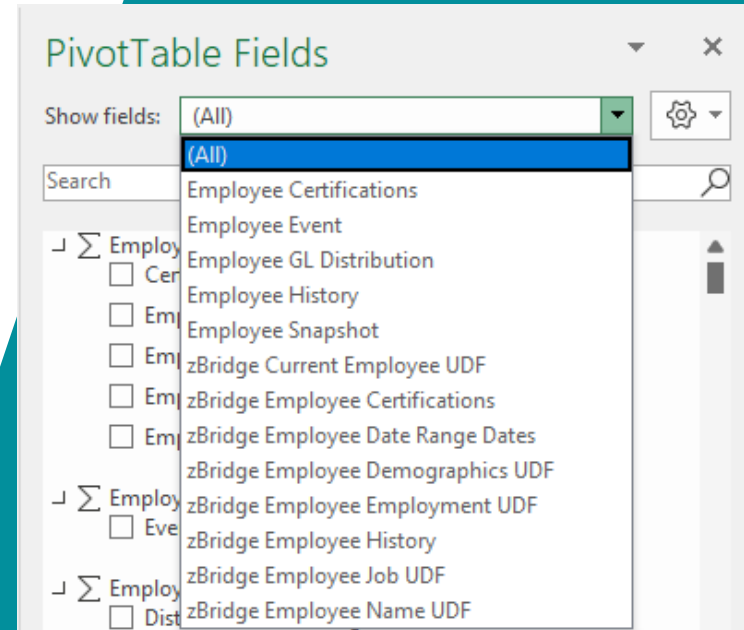 PivotTable Fields
Show fields: (All)
(All)
Search
Employee Certifications
Employee Event
Employee GL Distribution
Employee History
Employee Snapshot
zBridge Current Employee UDF
zBridge Employee Certifications
zBridge Employee Date Range Dates
zBridge Employee Demographics UDF
zBridge Employee Employment UDF
zBridge Employee History
zBridge Employee Job UDF
zBridge Employee Name UDF